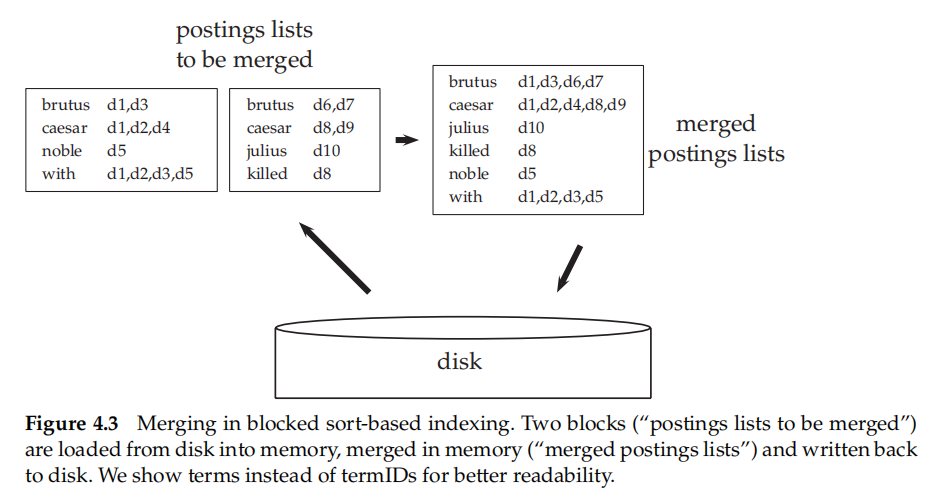 postings lists
to be merged
brutus d1,d3
caesar d1,d2,d4
noble d5
with d1,d2,d3,d5
brutus d6,d7
caesar d8,d9
julius d10
killed d8
brutus d1,d3,d6,d7
caesar d1,d2,d4,d8,d9
julius d10
killed d8
noble d5
with d1,d2,d3,d5
merged
postings lists
disk
Figure 4.3 Merging in blocked sort-based indexing. Two blocks (“postings lists to be merged”)
are loaded from disk into memory, merged in memory (“merged postings lists”) and written back
to disk. We show terms instead of termIDs for better readability.